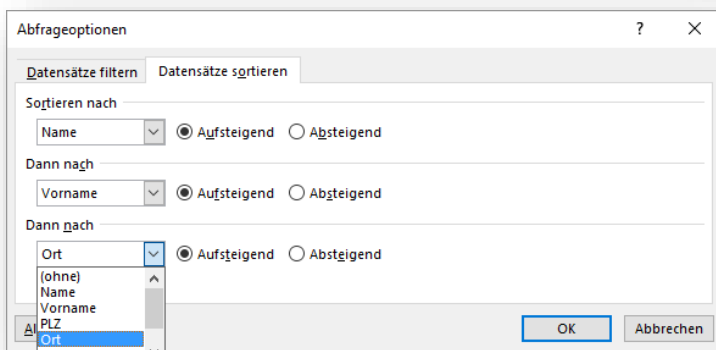 Abfrageoptionen ?
Datensätze filtern Datensätze sortieren
Sortieren nach
Name Aufsteigend Absteigend
Dann nach
Vorname Aufsteigend Absteigend
Dann nach
Ort Aufsteigend Absteigend
(ohne)
Name
Vorname
PLZ
Ort
OK Abbrechen